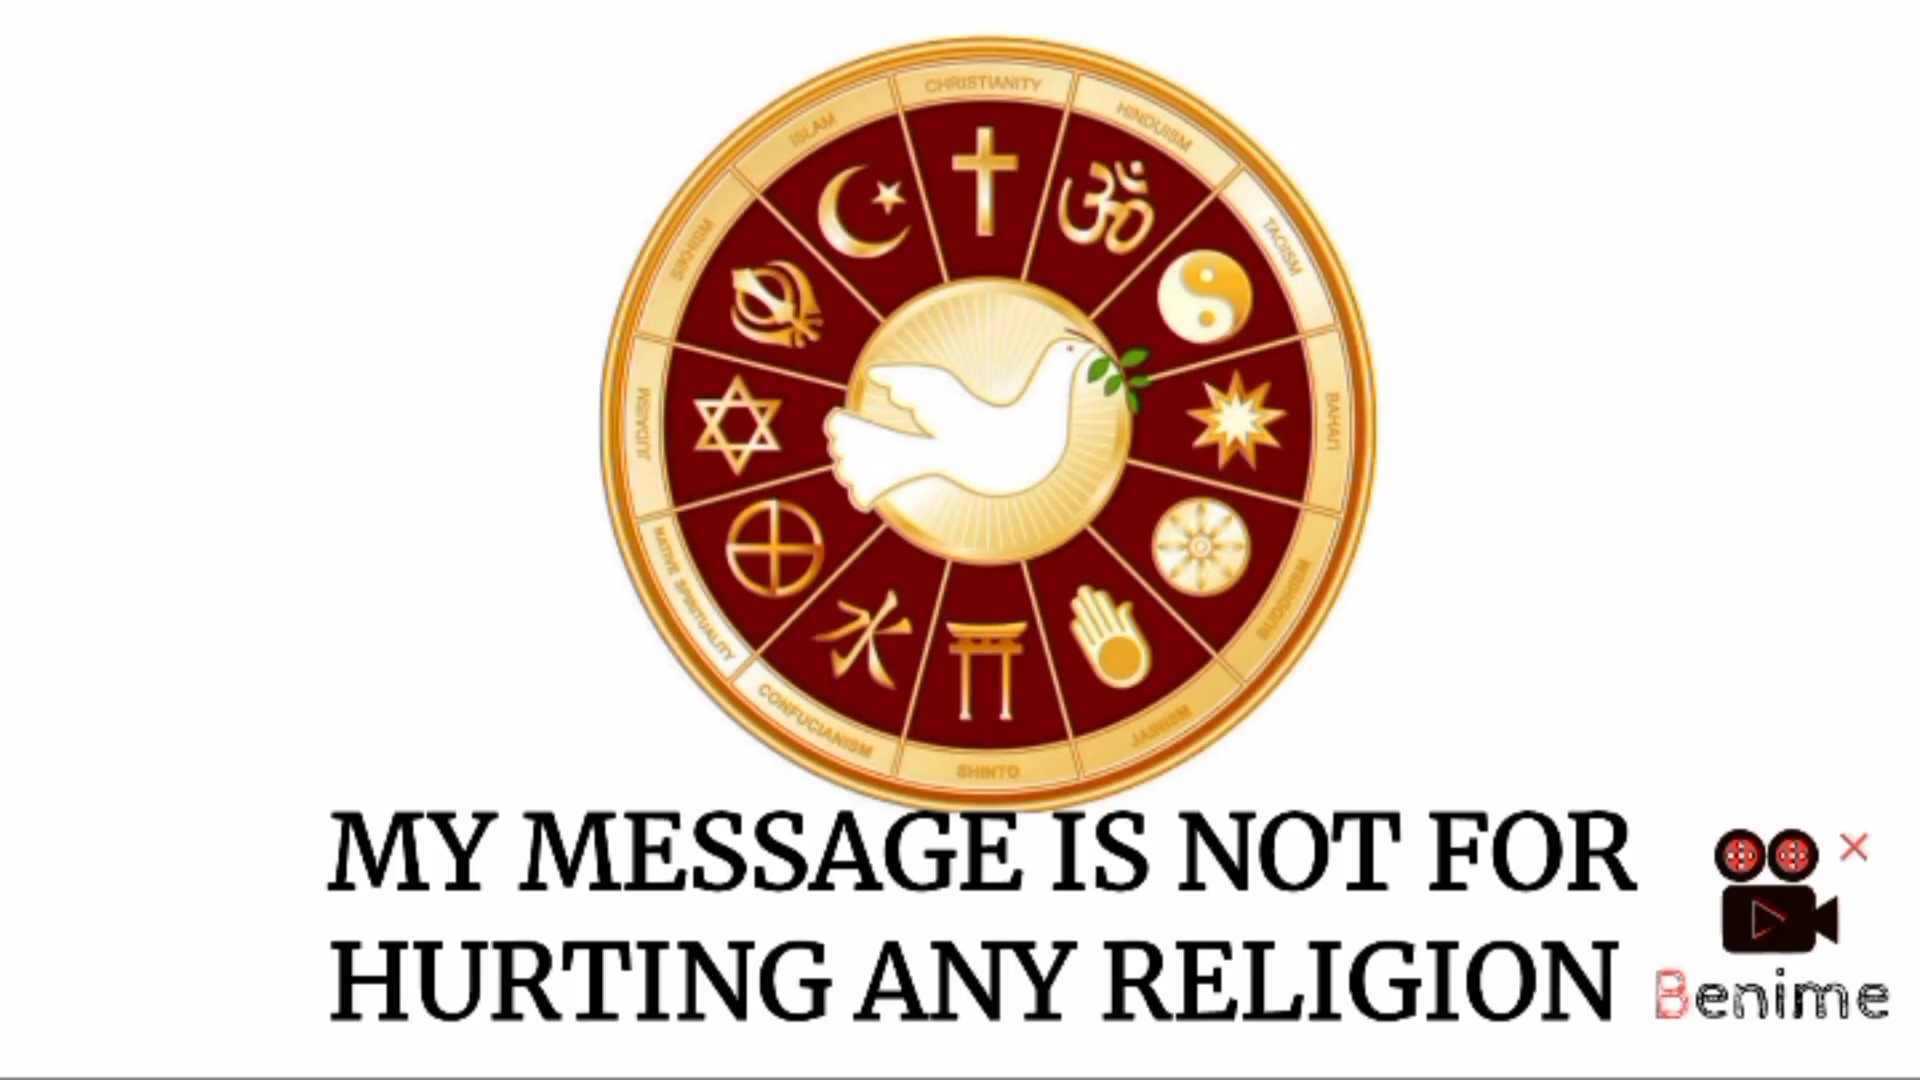 CHRISTIANITY
HINDUISM
TAOISM
BAHA'I
BUDDHISM
JAINISM
SHINTO
CONFUCIANISM
NATIVE SPIRITUALITY
JUDAISM
SIKHISM
ISLAM
MY MESSAGE IS NOT FOR
HURTING ANY RELIGION
Benime